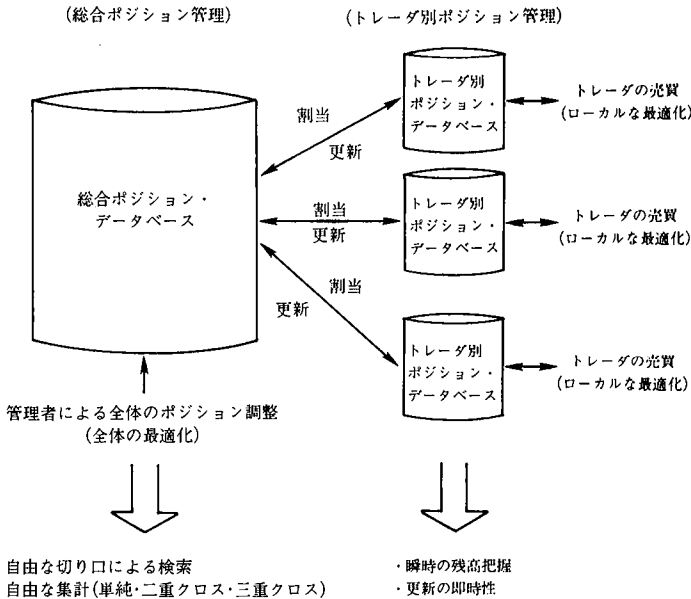 (総合ポジション管理)
(トレーダ別ポジション管理)
総合ポジション・
データベース
割当
更新
割当
更新
割当
更新
トレーダ別
ポジション・
データベース
トレーダの売買
(ローカルな最適化)
トレーダ別
ポジション・
データベース
トレーダの売買
(ローカルな最適化)
トレーダ別
ポジション・
データベース
トレーダの売買
(ローカルな最適化)
管理者による全体のポジション調整
(全体の最適化)
自由な切り口による検索
自由な集計(単純・二重クロス・三重クロス)
・瞬時の残高把握
・更新の即時性